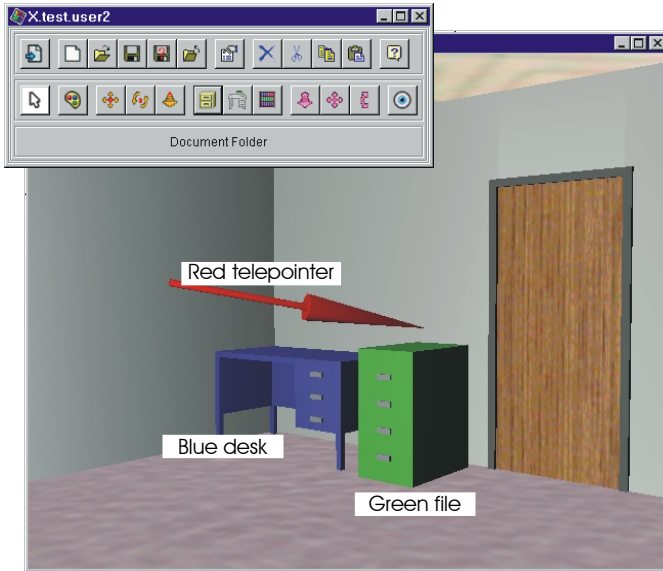 X.test.user2
Document Folder
Red telepointer
Blue desk
Green file